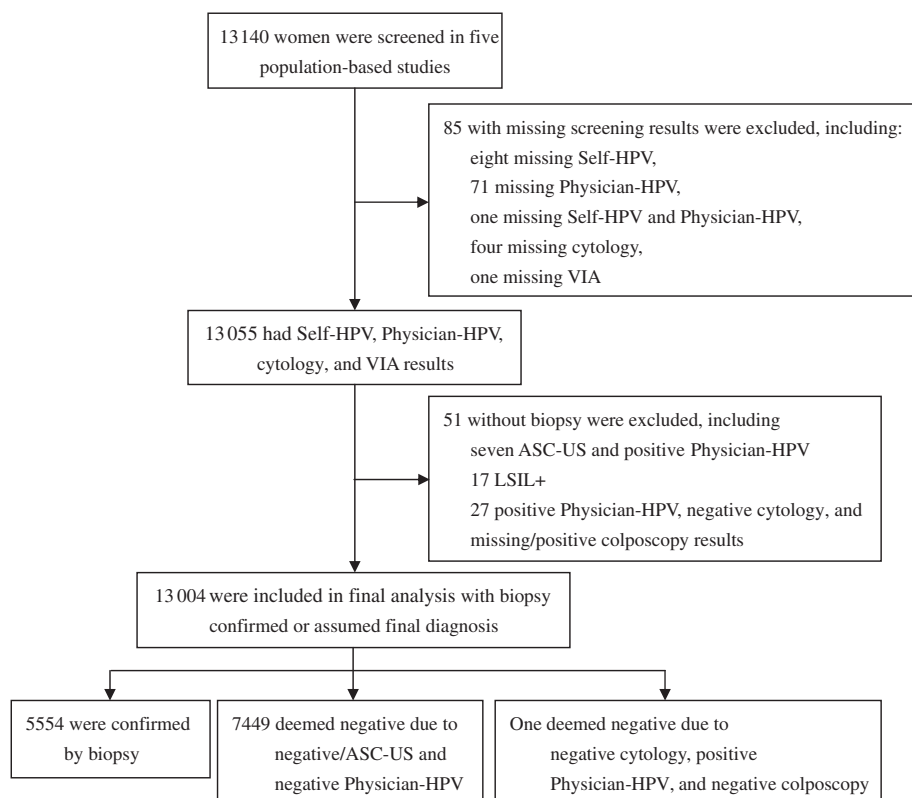 13 140 women were screened in five
population-based studies
85 with missing screening results were excluded, including:
eight missing Self-HPV,
71 missing Physician-HPV,
one missing Self-HPV and Physician-HPV,
four missing cytology,
one missing VIA
13 055 had Self-HPV, Physician-HPV,
cytology, and VIA results
51 without biopsy were excluded, including
seven ASC-US and positive Physician-HPV
17 LSIL+
27 positive Physician-HPV, negative cytology, and
missing/positive colposcopy results
13 004 were included in final analysis with biopsy
confirmed or assumed final diagnosis
5554 were confirmed
by biopsy
7449 deemed negative due to
negative/ASC-US and
negative Physician-HPV
One deemed negative due to
negative cytology, positive
Physician-HPV, and negative colposcopy